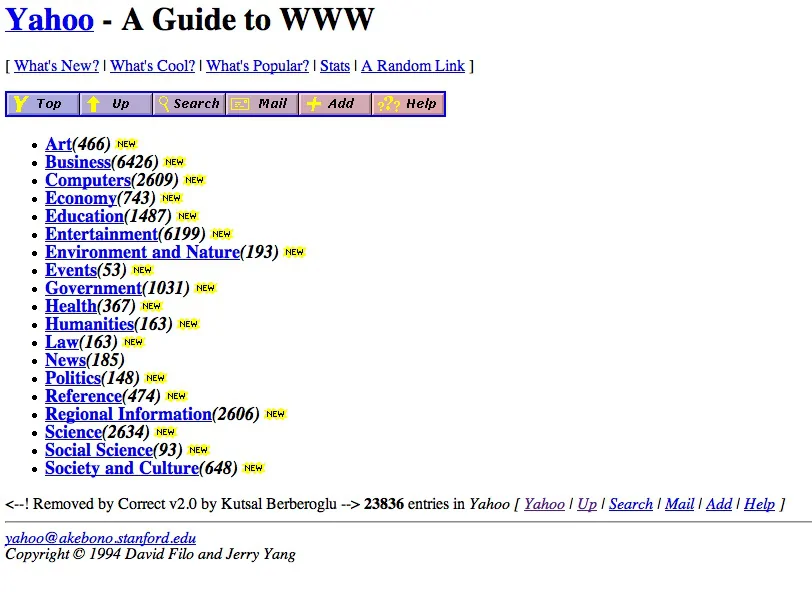 Yahoo - A Guide to WWW
[ What's New? | What's Cool? | What's Popular? | Stats | A Random Link ]
Top Up Search Mail Add Help
Art(466) NEW
Business(6426) NEW
Computers(2609) NEW
Economy(743) NEW
Education(1487) NEW
Entertainment(6199) NEW
Environment and Nature(193) NEW
Events(53) NEW
Government(1031) NEW
Health(367) NEW
Humanities(163) NEW
Law(163) NEW
News(185)
Politics(148) NEW
Reference(474) NEW
Regional Information(2606) NEW
Science(2634) NEW
Social Science(93) NEW
Society and Culture(648) NEW
<--! Removed by Correct v2.0 by Kutsal Berberoglu --> 23836 entries in Yahoo [ Yahoo | Up | Search | Mail | Add | Help ]
yahoo@akebono.stanford.edu
Copyright © 1994 David Filo and Jerry Yang